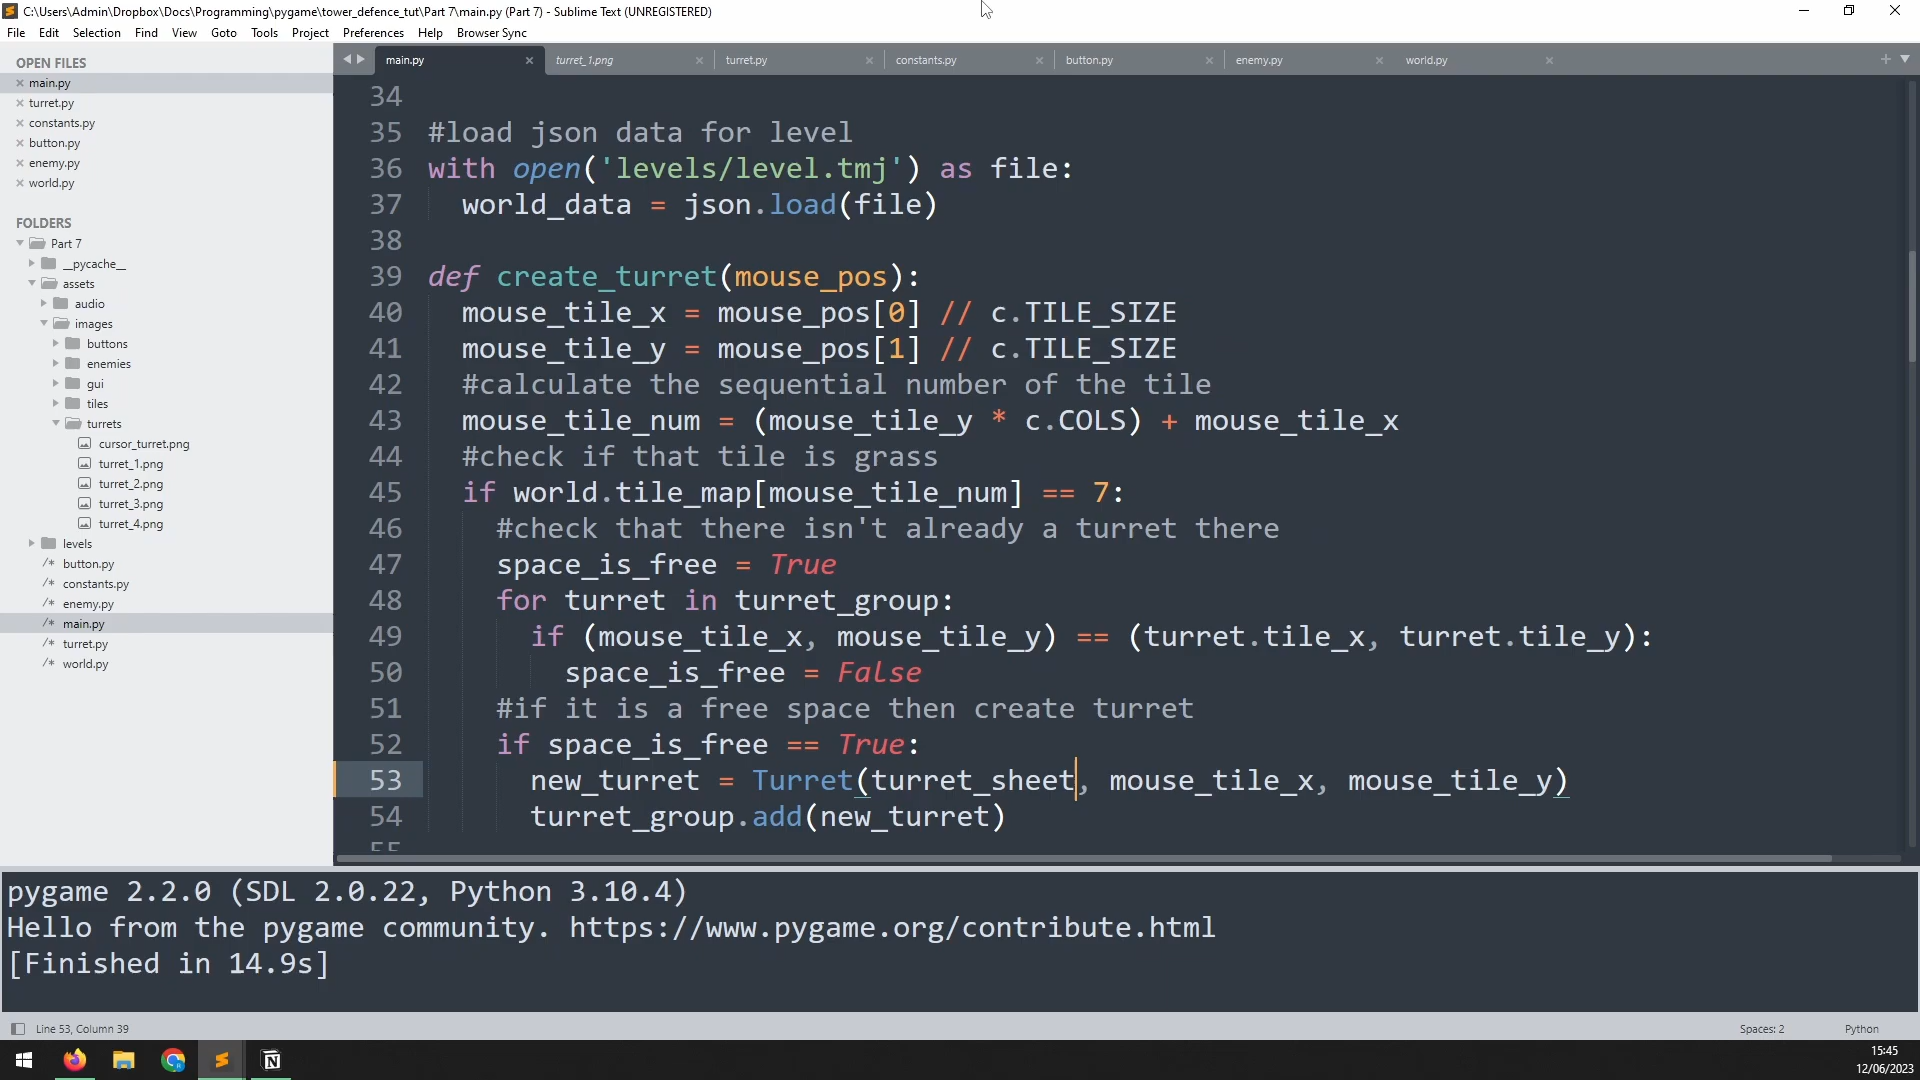 C:\Users\Admin\Dropbox\Docs\Programming\pygame\tower_defence_tut\Part 7\main.py (Part 7) - Sublime Text (UNREGISTERED)
File Edit Selection Find View Goto Tools Project Preferences Help Browser Sync
OPEN FILES
main.py
turret.py
constants.py
button.py
enemy.py
world.py
FOLDERS
Part 7
__pycache__
assets
audio
images
buttons
enemies
gui
tiles
turrets
cursor_turret.png
turret_1.png
turret_2.png
turret_3.png
turret_4.png
levels
/* button.py
/* constants.py
/* enemy.py
/* main.py
/* turret.py
/* world.py
main.py turret_1.png turret.py constants.py button.py enemy.py world.py
34
35 #load json data for level
36 with open('levels/level.tmj') as file:
37 world_data = json.load(file)
38
39 def create_turret(mouse_pos):
40 mouse_tile_x = mouse_pos[0] // c.TILE_SIZE
41 mouse_tile_y = mouse_pos[1] // c.TILE_SIZE
42 #calculate the sequential number of the tile
43 mouse_tile_num = (mouse_tile_y * c.COLS) + mouse_tile_x
44 #check if that tile is grass
45 if world.tile_map[mouse_tile_num] == 7:
46 #check that there isn't already a turret there
47 space_is_free = True
48 for turret in turret_group:
49 if (mouse_tile_x, mouse_tile_y) == (turret.tile_x, turret.tile_y):
50 space_is_free = False
51 #if it is a free space then create turret
52 if space_is_free == True:
53 new_turret = Turret(turret_sheet, mouse_tile_x, mouse_tile_y)
54 turret_group.add(new_turret)
55
pygame 2.2.0 (SDL 2.0.22, Python 3.10.4)
Hello from the pygame community. https://www.pygame.org/contribute.html
[Finished in 14.9s]
Line 53, Column 39
Spaces: 2
Python
15:45
12/06/2023